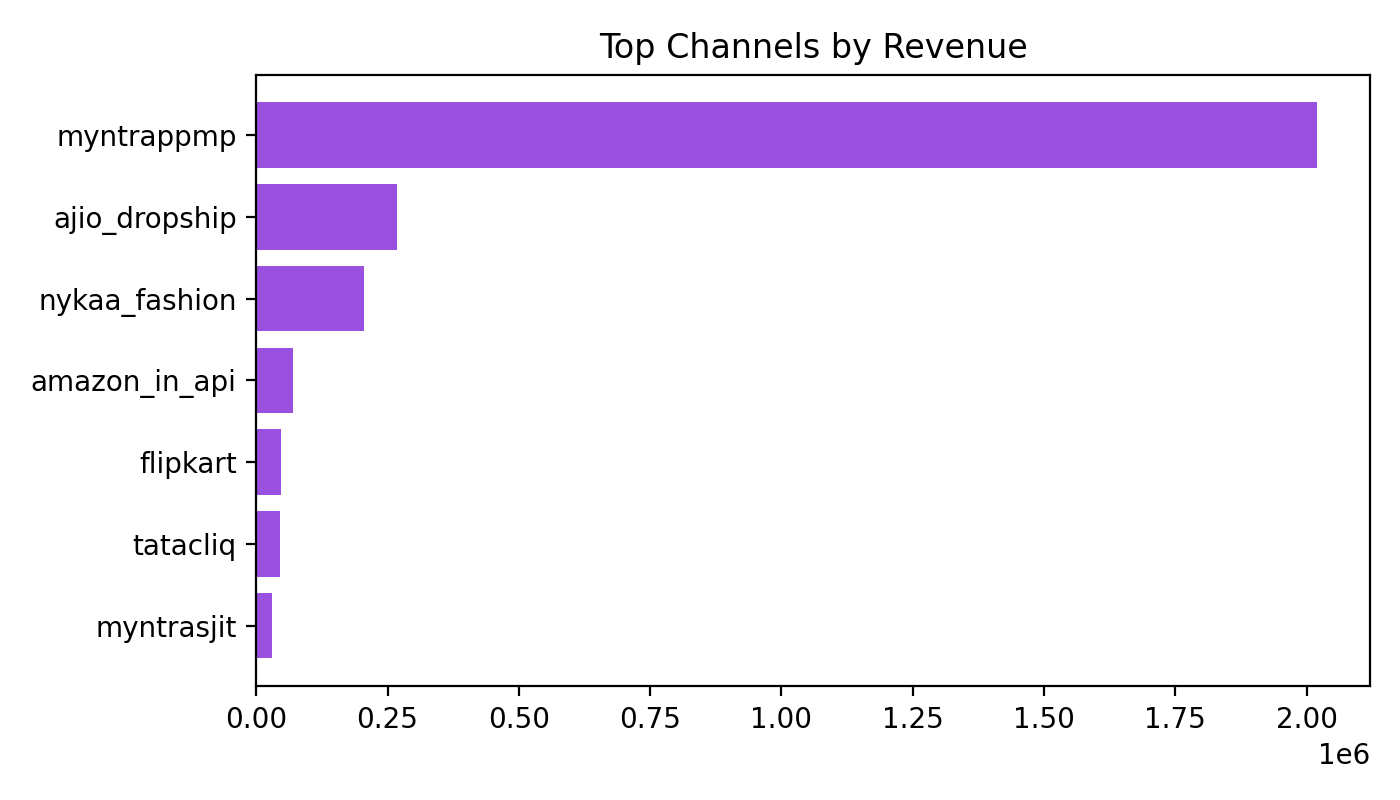 Top Channels by Revenue
myntrappmp
ajio_dropship
nykaa_fashion
amazon_in_api
flipkart
tatacliq
myntrasjit
0.00 0.25 0.50 0.75 1.00 1.25 1.50 1.75 2.00
1e6